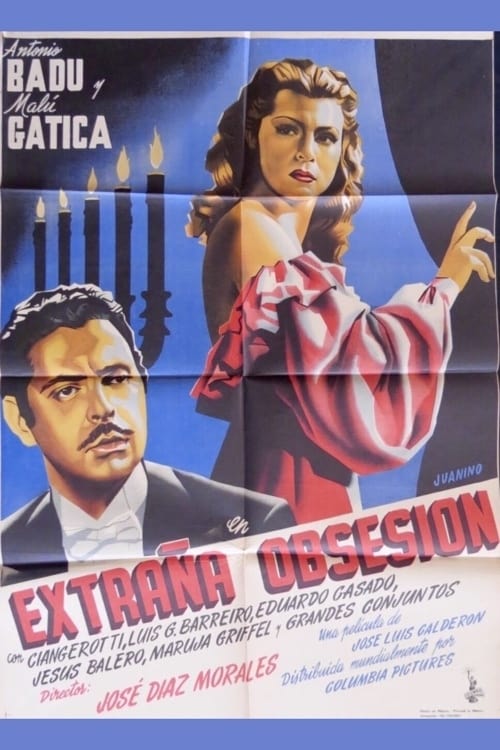 Antonio
BADU y
Malú
GATICA
JUANINO
en
EXTRAÑA OBSESION
con CIANGEROTTI, LUIS G. BARREIRO, EDUARDO CASADO,
JESUS BALERO, MARUJA GRIFFEL y GRANDES CONJUNTOS
Director: JOSÉ DIAZ MORALES
Una película de
JOSE LUIS CALDERON
Distribuida mundialmente por
COLUMBIA PICTURES